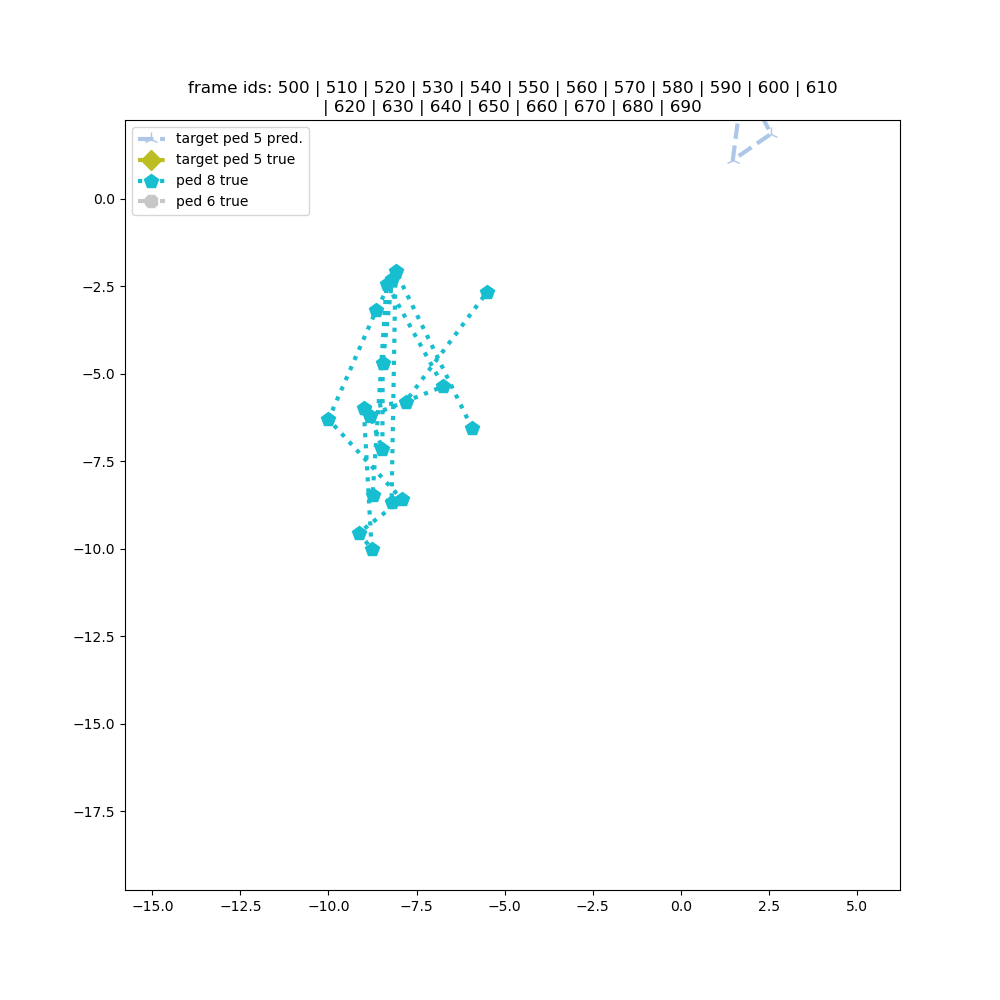 frame ids: 500 | 510 | 520 | 530 | 540 | 550 | 560 | 570 | 580 | 590 | 600 | 610
| 620 | 630 | 640 | 650 | 660 | 670 | 680 | 690
target ped 5 pred.
target ped 5 true
ped 8 true
ped 6 true
0.0
−2.5
−5.0
−7.5
−10.0
−12.5
−15.0
−17.5
−15.0 −12.5 −10.0 −7.5 −5.0 −2.5 0.0 2.5 5.0